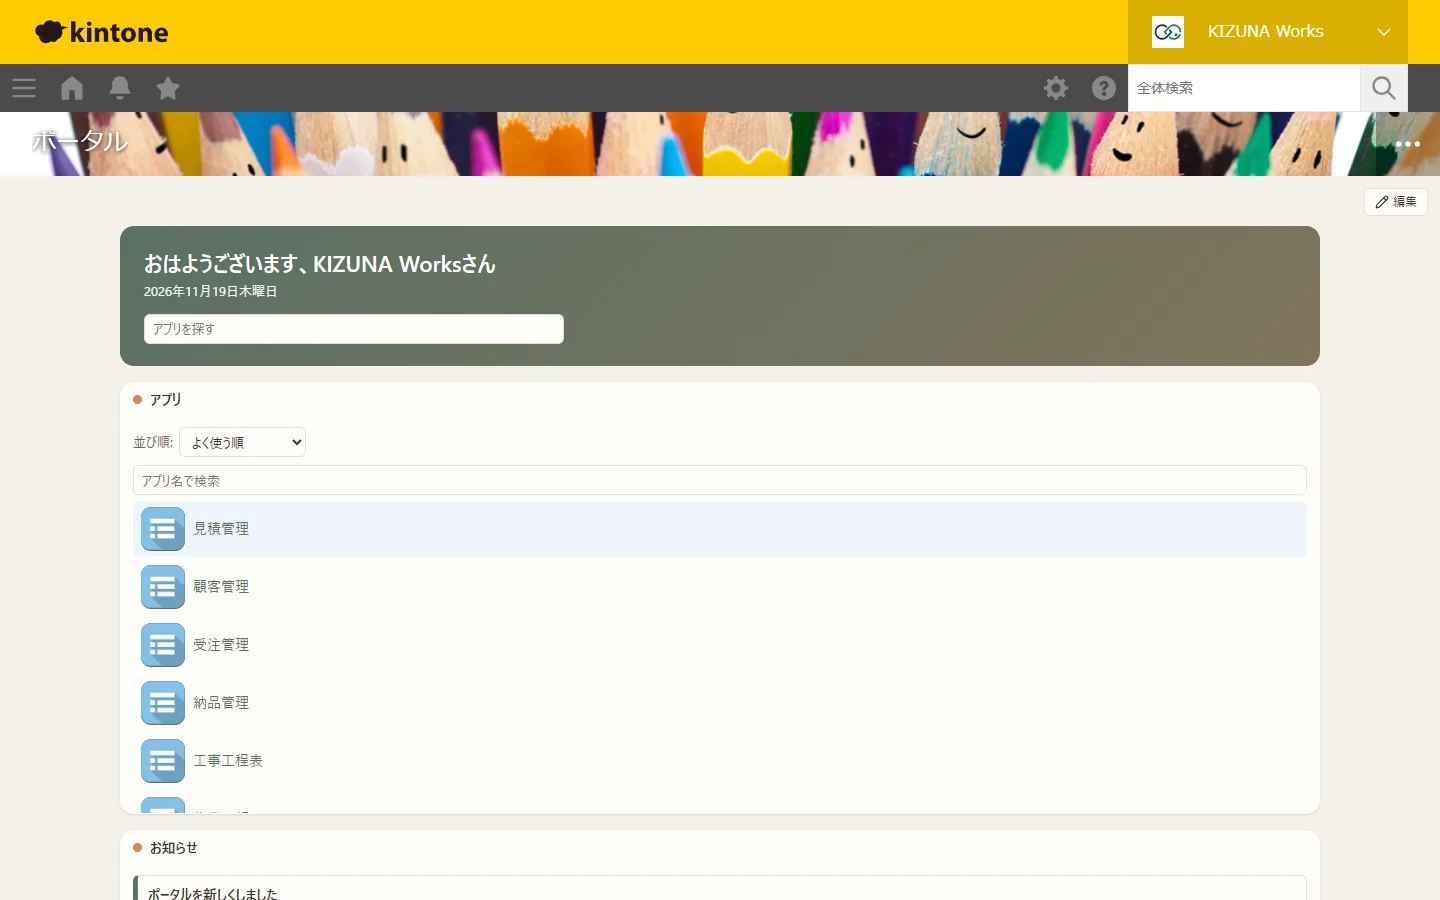 kintone
KIZUNA Works
全体検索
ポータル
編集
おはようございます、KIZUNA Worksさん
2026年11月19日木曜日
アプリを探す
アプリ
並び順: よく使う順
アプリ名で検索
見積管理
顧客管理
受注管理
納品管理
工事工程表
お知らせ
ポータルを新しくしました